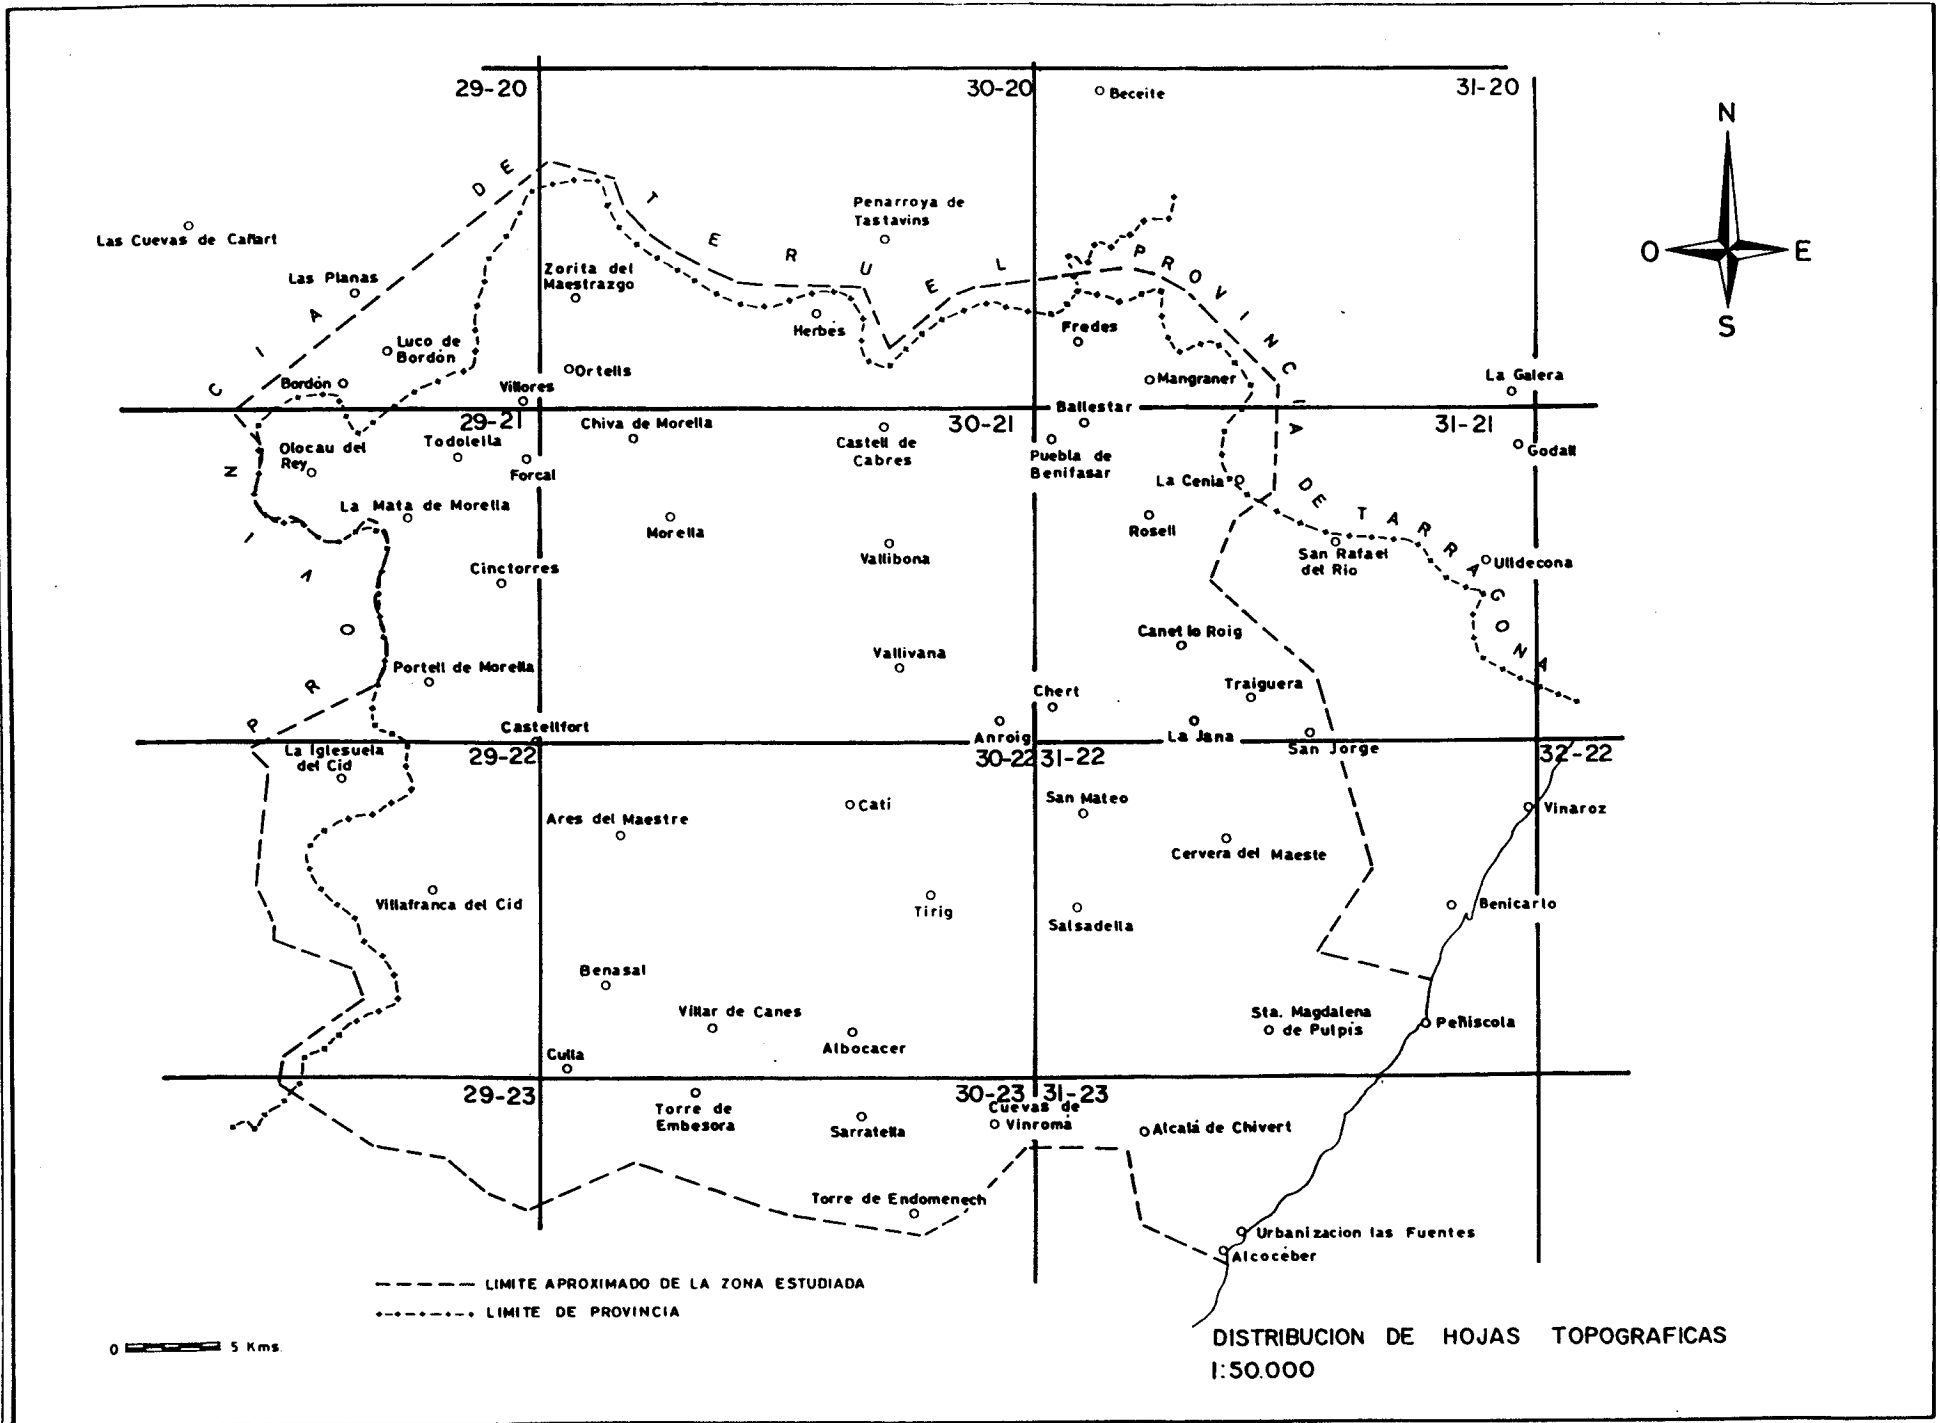 29-20
30-20
31-20
Beceite
N
O
E
S
PROVINCIA DE TERUEL
PROVINCIA DE TARRAGONA
Penarroya de
Tastavins
Las Cuevas de Cañart
Las Planas
Zorita del
Maestrazgo
Herbés
Fredes
Luco de
Bordón
Bordón
Ortells
Villores
Mangraner
La Galera
Ballestar
29-21
30-21
31-21
Chiva de Morella
Castell de
Cabres
Olocau del
Rey
Todolella
Forcal
Puebla de
Benifasar
Godall
La Cenia
La Mata de Morella
Morella
Rosell
Vallibona
San Rafael
del Rio
Ulldecona
Cinctorres
Canet lo Roig
Vallivana
Portell de Morella
Traiguera
Chert
Castellfort
Anroig
La Jana
San Jorge
La Iglesuela
del Cid
29-22
30-22
31-22
32-22
Cati
San Mateo
Vinaroz
Ares del Maestre
Cervera del Maeste
Villafranca del Cid
Tirig
Salsadella
Benicarlo
Benasal
Villar de Canes
Albocacer
Sta. Magdalena
de Pulpis
Peñiscola
Culla
29-23
30-23
31-23
Torre de
Embesora
Sarratella
Cuevas de
Vinromá
Alcalá de Chivert
Torre de Endomenech
Urbanizacion las Fuentes
Alcocéber
LIMITE APROXIMADO DE LA ZONA ESTUDIADA
LIMITE DE PROVINCIA
0 5 Kms.
DISTRIBUCION DE HOJAS TOPOGRAFICAS
1:50.000